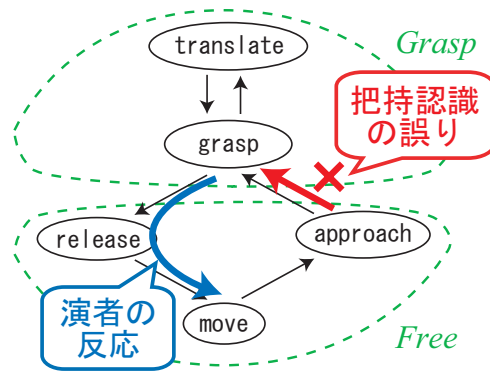 translate
Grasp
把持認識
の誤り
grasp
release
approach
演者の
反応
move
Free